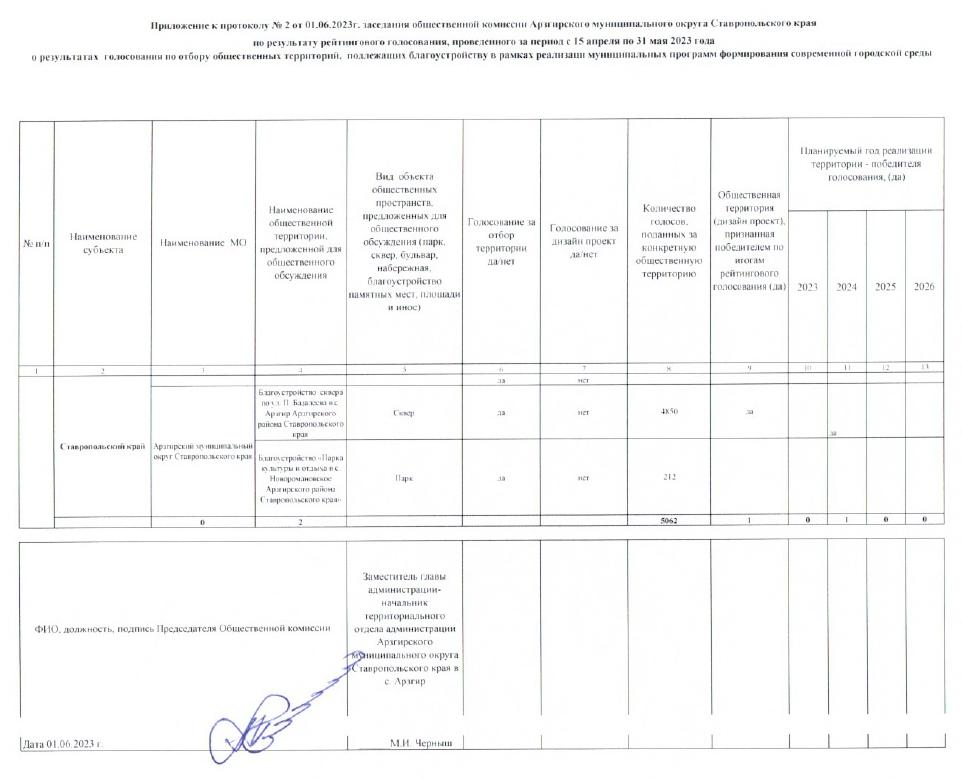 Приложение к протоколу № 2 от 01.06.2023г. заседания общественной комиссии Арзгирского муниципального округа Ставропольского края
по результату рейтингового голосования, проведенного за период с 15 апреля по 31 мая 2023 года
о результатах голосования по отбору общественных территорий, подлежащих благоустройству в рамках реализаци муниципальных программ формирования современной городской среды
№ п/п
Наименование
субъекта
Наименование МО
Наименование
общественной
территории,
предложенной для
общественного
обсуждения
Вид объекта
общественных
пространств,
предложенных для
общественного
обсуждения (парк,
сквер, бульвар,
набережная,
благоустройство
памятных мест, площади
и иное)
Голосование за
отбор
территории
да/нет
Голосование за
дизайн проект
да/нет
Количество
голосов,
поданных за
конкретную
общественную
территорию
Общественная
территория
(дизайн проект),
признанная
победителем по
итогам
рейтингового
голосования (да)
Планируемый год реализации
территории - победителя
голосования, (да)
2023 2024 2025 2026
1 2 3 4 5 6 7 8 9 10 11 12 13
да нет
Ставропольский край
Арзгирский муниципальный
округ Ставропольского края
Благоустройство сквера
по ул. П. Базалеева в с.
Арзгир Арзгирского
района Ставропольского
края
Сквер да нет 4850 да
да
Благоустройство «Парка
культуры и отдыха в с.
Новоромановское
Арзгирского района
Ставропольского края»
Парк да нет 212
0 2 5062 1 0 1 0 0
ФИО, должность, подпись Председателя Общественной комиссии
Заместитель главы
администрации-
начальник
территориального
отдела администрации
Арзгирского
муниципального округа
Ставропольского края в
с. Арзгир
Дата 01.06.2023 г. М.И. Черныш